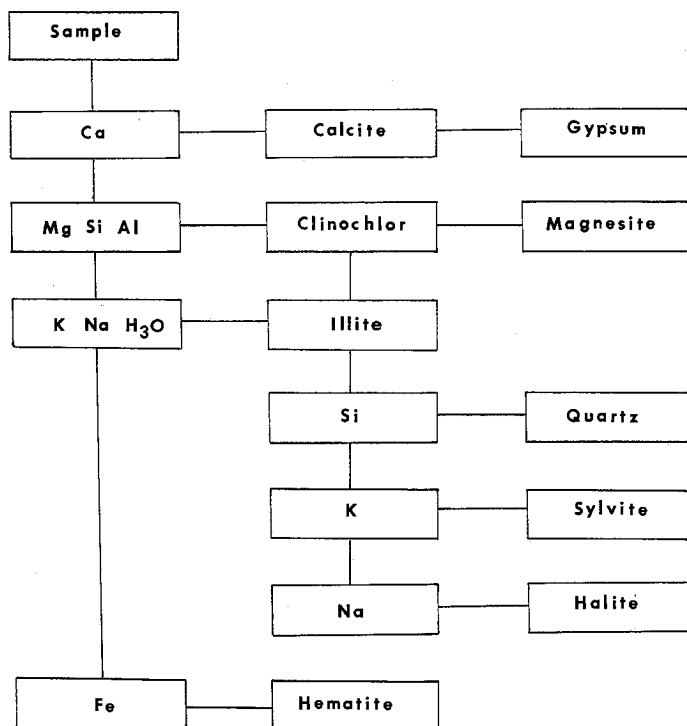 Sample
Ca Calcite Gypsum
Mg Si Al Clinochlor Magnesite
K Na H₃O Illite
Si Quartz
K Sylvite
Na Halite
Fe Hematite